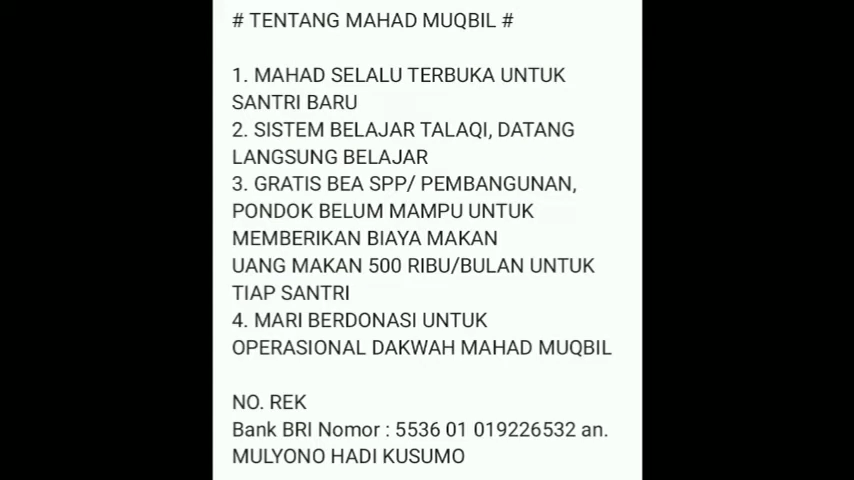 # TENTANG MAHAD MUQBIL #
1. MAHAD SELALU TERBUKA UNTUK
SANTRI BARU
2. SISTEM BELAJAR TALAQI, DATANG
LANGSUNG BELAJAR
3. GRATIS BEA SPP/ PEMBANGUNAN,
PONDOK BELUM MAMPU UNTUK
MEMBERIKAN BIAYA MAKAN
UANG MAKAN 500 RIBU/BULAN UNTUK
TIAP SANTRI
4. MARI BERDONASI UNTUK
OPERASIONAL DAKWAH MAHAD MUQBIL
NO. REK
Bank BRI Nomor : 5536 01 019226532 an.
MULYONO HADI KUSUMO